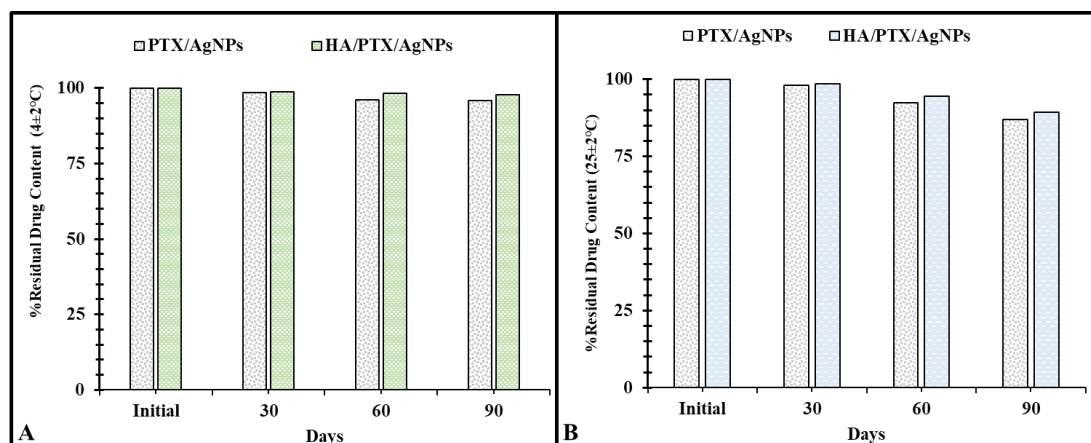 PTX/AgNPs HA/PTX/AgNPs
%Residual Drug Content (4±2°C)
100
75
50
25
0
Initial 30 60 90
Days
A
PTX/AgNPs HA/PTX/AgNPs
%Residual Drug Content (25±2°C)
100
75
50
25
0
Initial 30 60 90
Days
B